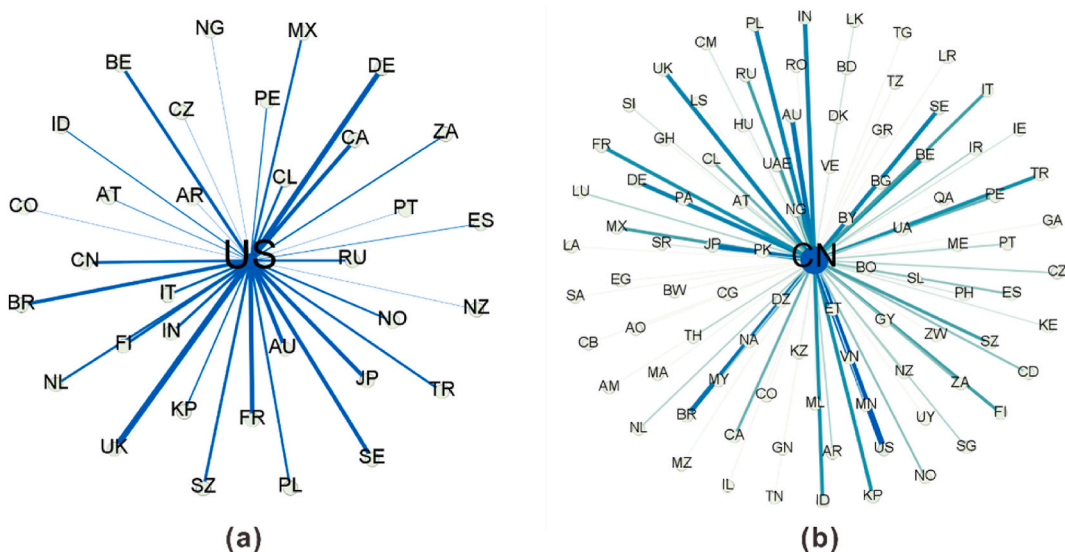 NG
MX
BE
DE
CZ
PE
ID
CA
ZA
CL
AT
AR
CO
PT
ES
US
CN
RU
IT
BR
NZ
NO
IN
FI
AU
NL
JP
TR
KP
FR
UK
SE
SZ
PL
(a)
PL
IN
LK
TG
CM
RO
BD
LR
UK
RU
TZ
IT
SI
LS
AU
SE
HU
DK
GR
IE
FR
GH
UAE
VE
BE
IR
CL
DE
BG
TR
LU
PA
AT
NG
QA
PE
BY
GA
MX
UA
LA
SR
JP
PK
CN
ME
PT
CZ
SA
EG
BW
CG
DZ
BO
SL
PH
ES
AO
ET
GY
KE
CB
TH
NA
ZW
SZ
KZ
VN
AM
MA
MY
NZ
ZA
CD
CO
BR
ML
MN
UY
FI
NL
CA
AR
US
SG
MZ
GN
NO
IL
TN
ID
KP
(b)